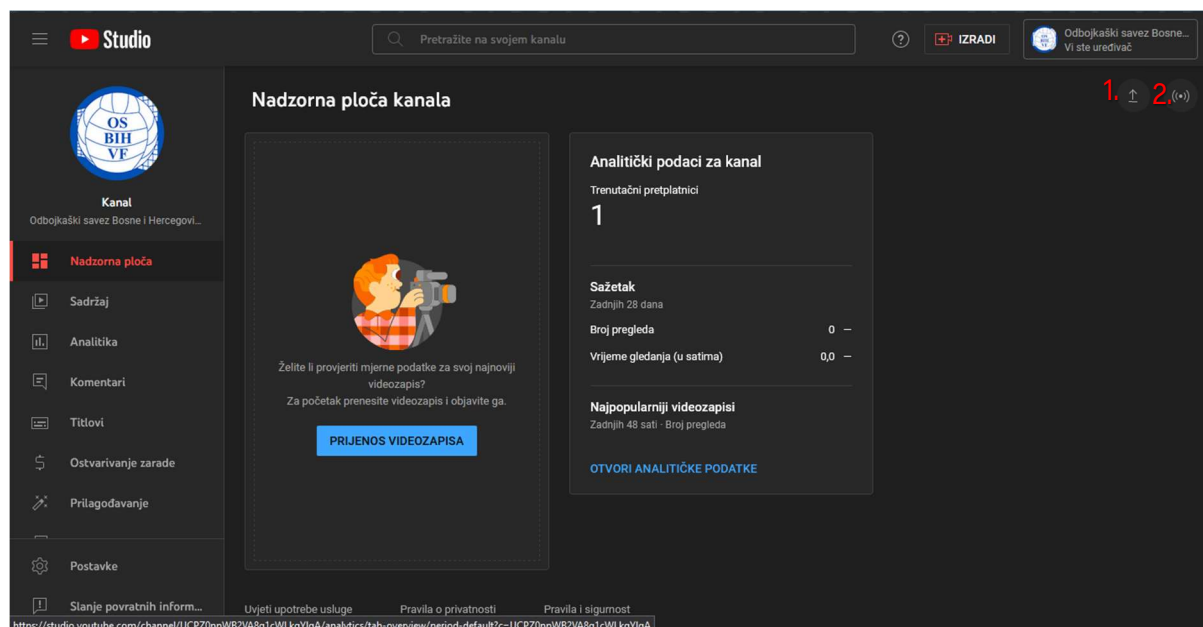 Studio
Pretražite na svojem kanalu
IZRADI
Odbojkaški savez Bosne...
Vi ste uređivač
OS
BIH
VF
Kanal
Odbojkaški savez Bosne i Hercegovi...
Nadzorna ploča
Sadržaj
Analitika
Komentari
Titlovi
Ostvarivanje zarade
Prilagođavanje
Postavke
Slanje povratnih inform...
Nadzorna ploča kanala
1.
2.
Želite li provjeriti mjerne podatke za svoj najnoviji
videozapis?
Za početak prenesite videozapis i objavite ga.
PRIJENOS VIDEOZAPISA
Analitički podaci za kanal
Trenutačni pretplatnici
1
Sažetak
Zadnjih 28 dana
Broj pregleda 0 —
Vrijeme gledanja (u satima) 0,0 —
Najpopularniji videozapisi
Zadnjih 48 sati · Broj pregleda
OTVORI ANALITIČKE PODATKE
Uvjeti upotrebe usluge Pravila o privatnosti Pravila i sigurnost